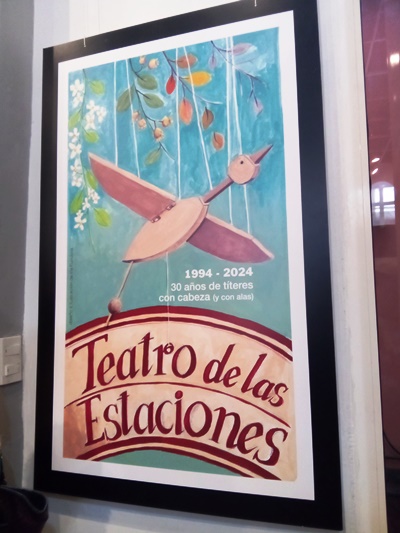 1994 - 2024
30 años de títeres
con cabeza (y con alas)
Teatro de las
Estaciones